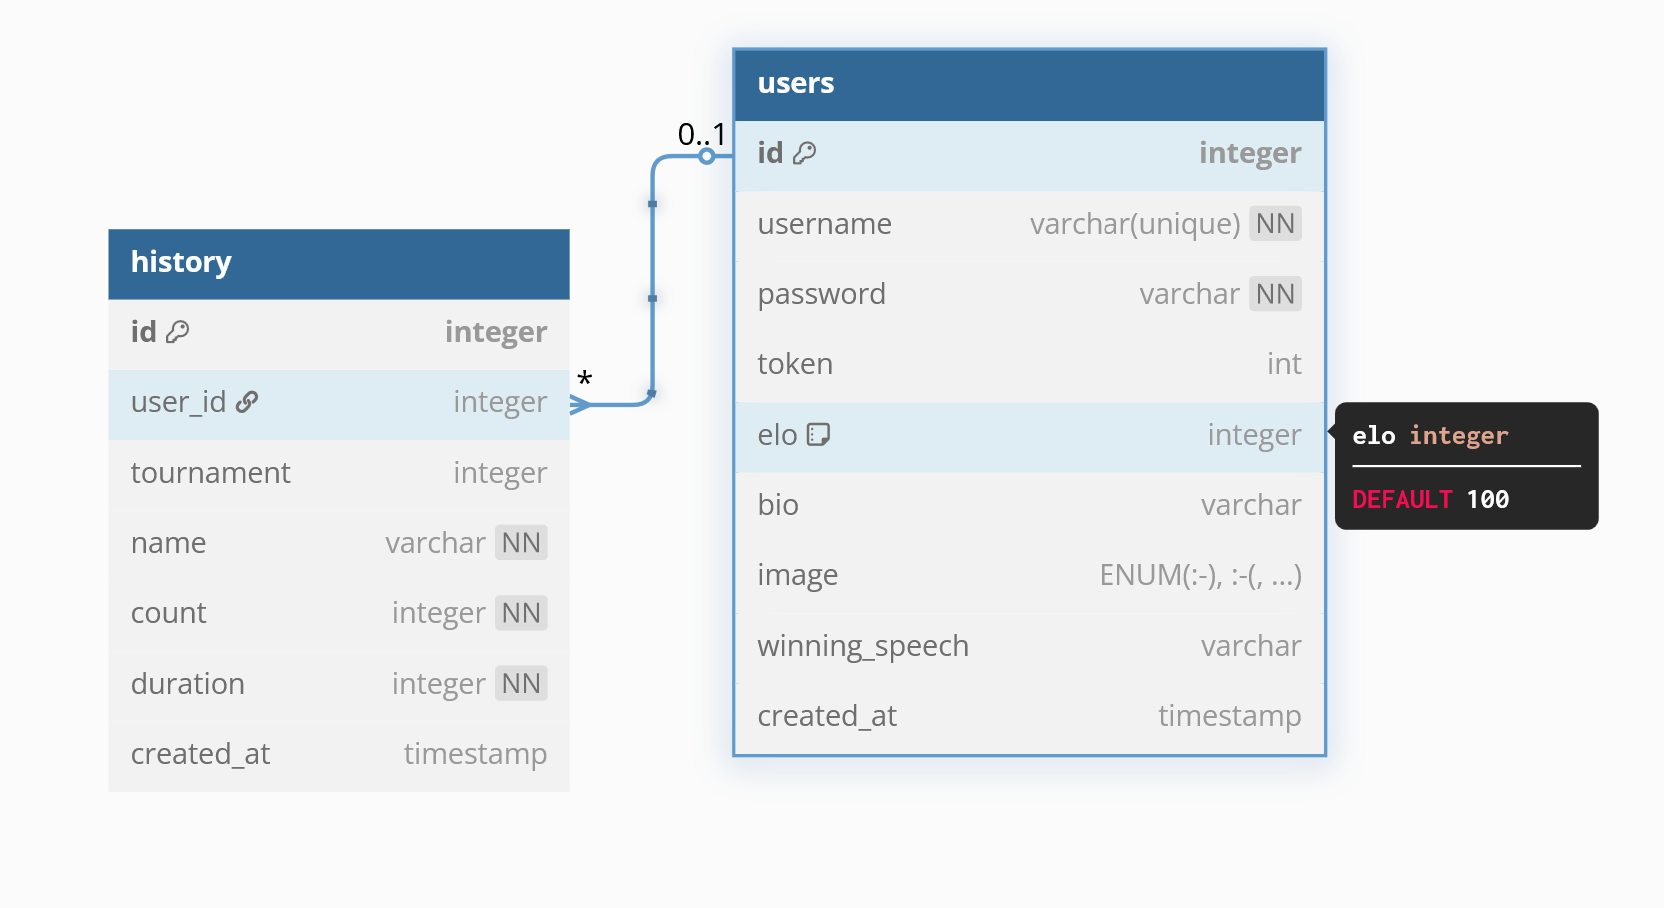 users
0..1
id integer
username varchar(unique) NN
password varchar NN
token int
elo integer
bio varchar
image ENUM(:-), :-(, ...)
winning_speech varchar
created_at timestamp
history
id integer
*
user_id integer
tournament integer
name varchar NN
count integer NN
duration integer NN
created_at timestamp
elo integer
DEFAULT 100